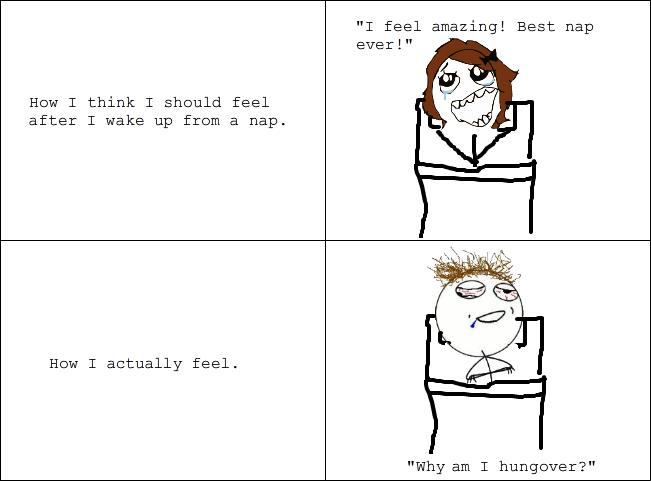 How I think I should feel
after I wake up from a nap.
"I feel amazing! Best nap
ever!"
How I actually feel.
"Why am I hungover?"